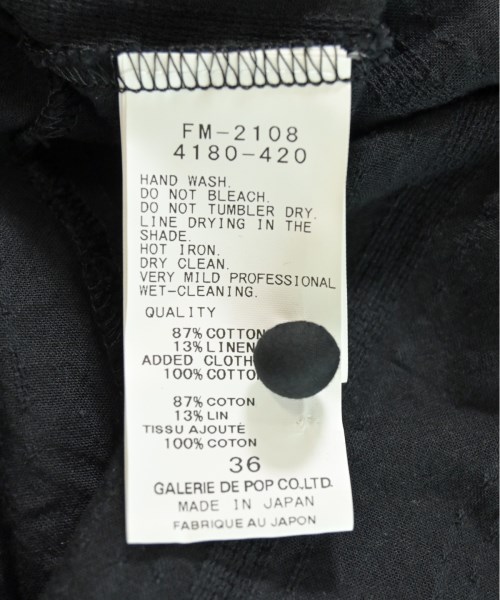 FM-2108
4180-420
HAND WASH.
DO NOT BLEACH.
DO NOT TUMBLER DRY.
LINE DRYING IN THE
SHADE.
HOT IRON.
DRY CLEAN.
VERY MILD PROFESSIONAL
WET-CLEANING.
QUALITY
87% COTTON
13% LINEN
ADDED CLOTH
100% COTTO
87% COTON
13% LIN
TISSU AJOUTÉ
100% COTON
36
GALERIE DE POP CO.LTD.
MADE IN JAPAN
FABRIQUE AU JAPON